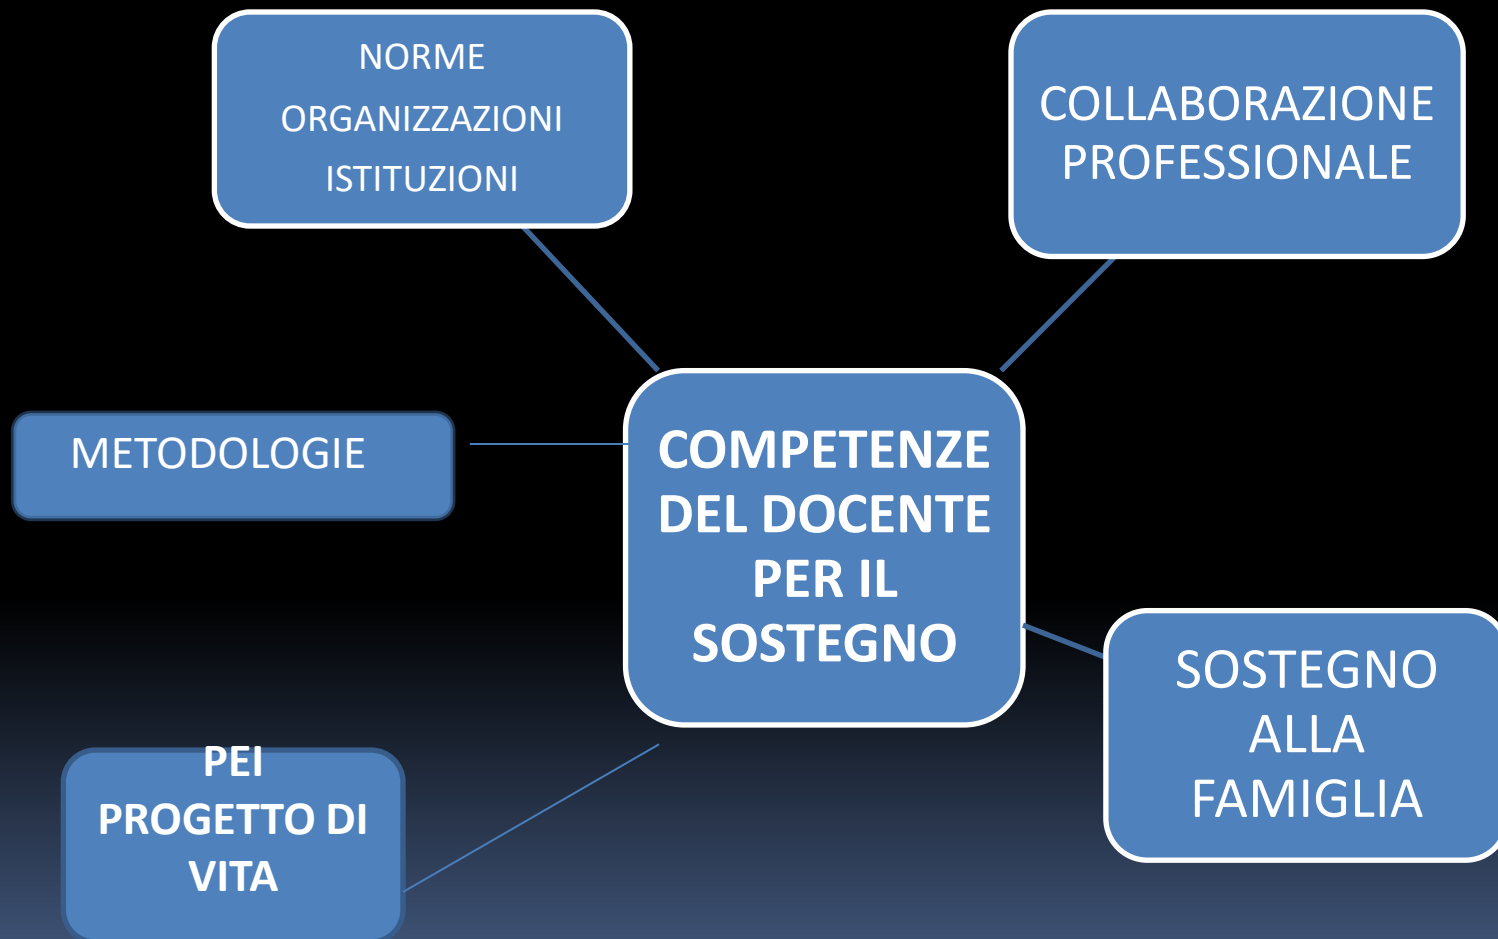 NORME
ORGANIZZAZIONI
ISTITUZIONI
COLLABORAZIONE
PROFESSIONALE
METODOLOGIE
COMPETENZE
DEL DOCENTE
PER IL
SOSTEGNO
SOSTEGNO
ALLA
FAMIGLIA
PEI
PROGETTO DI
VITA